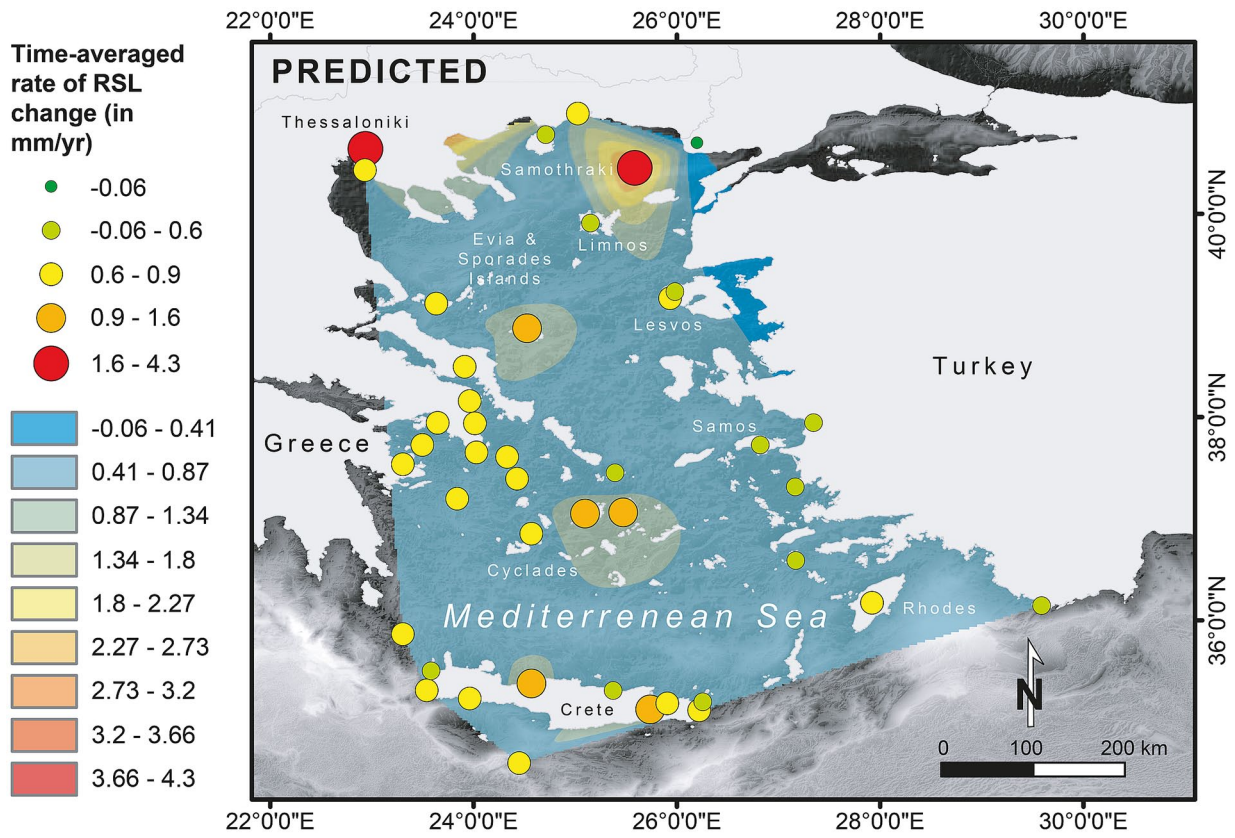 22°0'0"E 24°0'0"E 26°0'0"E 28°0'0"E 30°0'0"E
Time-averaged
rate of RSL
change (in
mm/yr)
-0.06
-0.06 - 0.6
0.6 - 0.9
0.9 - 1.6
1.6 - 4.3
-0.06 - 0.41
0.41 - 0.87
0.87 - 1.34
1.34 - 1.8
1.8 - 2.27
2.27 - 2.73
2.73 - 3.2
3.2 - 3.66
3.66 - 4.3
PREDICTED
Thessaloniki
Samothraki
Evia &
Sporades
Islands
Limnos
Lesvos
Turkey
Samos
Greece
Cyclades
Mediterrenean Sea
Rhodes
Crete
N
0 100 200 km
40°0'0"N
38°0'0"N
36°0'0"N
22°0'0"E 24°0'0"E 26°0'0"E 28°0'0"E 30°0'0"E